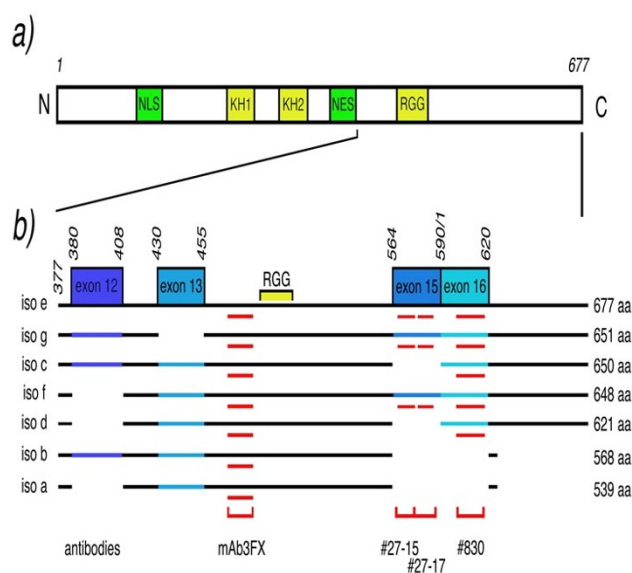 a)
1 677
N NLS KH1 KH2 NES RGG C
b)
377 380 408 430 455 564 590/1 620
exon 12 exon 13 RGG exon 15 exon 16
iso e 677 aa
iso g 651 aa
iso c 650 aa
iso f 648 aa
iso d 621 aa
iso b 568 aa
iso a 539 aa
antibodies mAb3FX #27-15 #830
#27-17